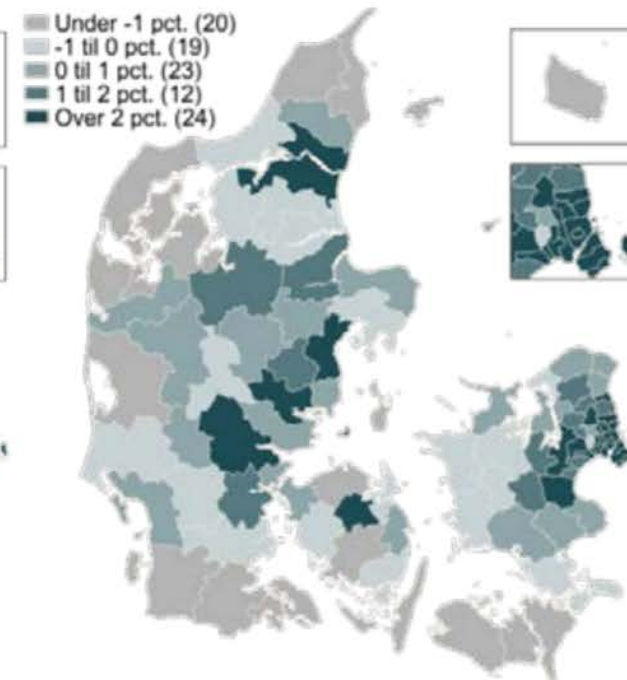 Under -1 pct. (20)
-1 til 0 pct. (19)
0 til 1 pct. (23)
1 til 2 pct. (12)
Over 2 pct. (24)